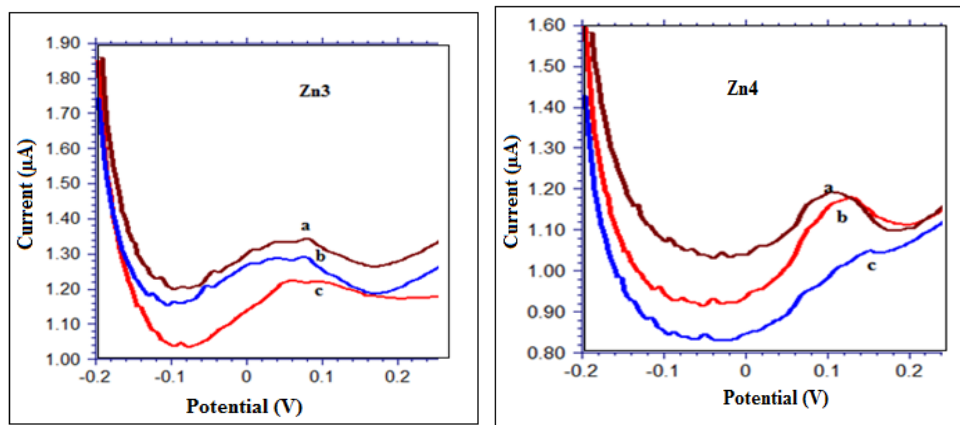 1.90
1.80
1.70
1.60
1.50
1.40
1.30
1.20
1.10
1.00
Current (µA)
Zn3
a
b
c
-0.2
-0.1
0
0.1
0.2
Potential (V)
1.60
1.50
1.40
1.30
1.20
1.10
1.00
0.90
0.80
Current (µA)
Zn4
a
b
c
-0.2
-0.1
0
0.1
0.2
Potential (V)